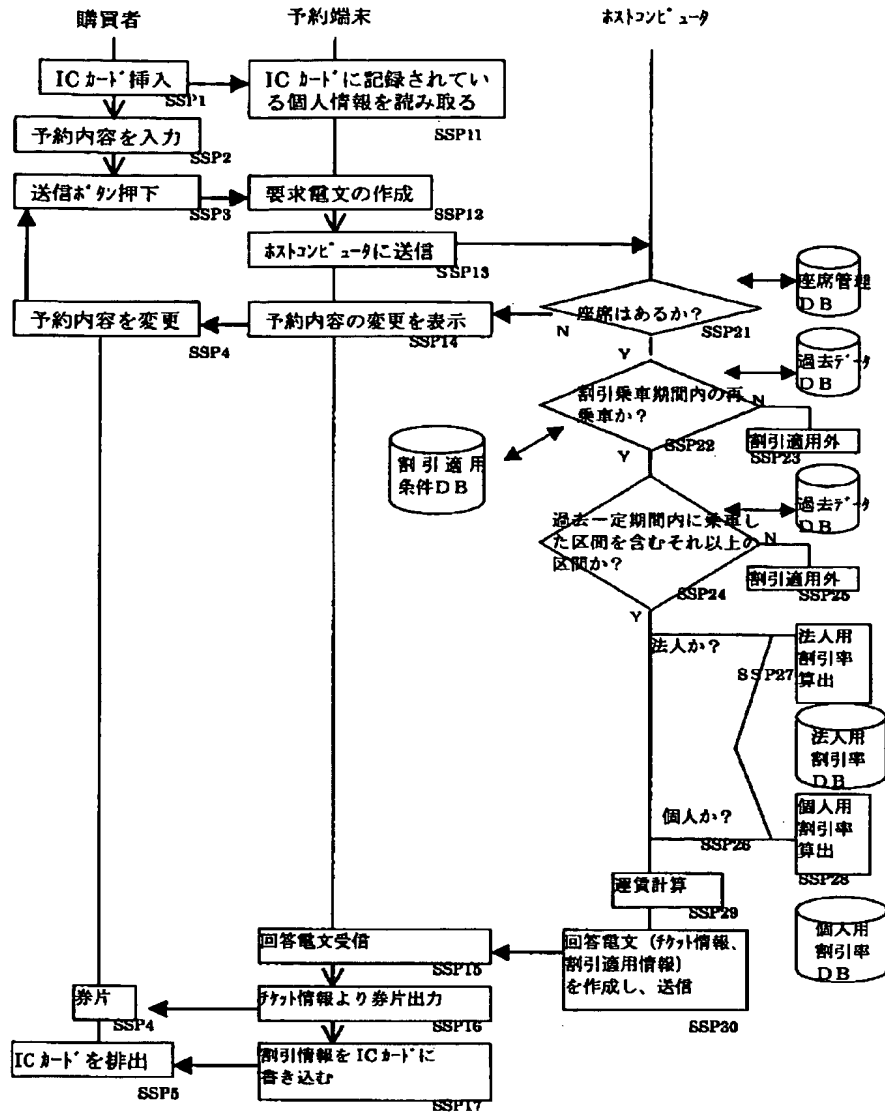 購買者
予約端末
ホストコンピュータ
ICカード挿入
SSP1
ICカードに記録されてい
る個人情報を読み取る
SSP11
予約内容を入力
SSP2
送信ボタン押下
SSP3
要求電文の作成
SSP12
ホストコンピュータに送信
SSP13
座席管理
DB
座席はあるか?
SSP21
N
Y
予約内容を変更
SSP4
予約内容の変更を表示
SSP14
過去データ
DB
割引乗車期間内の再
乗車か?
SSP22
N
Y
割引適用外
SSP23
割引適用
条件DB
過去データ
DB
過去一定期間内に乗車し
た区間を含むそれ以上の
区間か?
SSP24
N
Y
割引適用外
SSP25
法人か?
SSP27
法人用
割引率
算出
法人用
割引率
DB
個人か?
SSP26
個人用
割引率
算出
SSP28
運賃計算
SSP29
個人用
割引率
DB
回答電文受信
SSP15
回答電文(チケット情報、
割引適用情報)
を作成し、送信
SSP30
券片
SSP4
チケット情報より券片出力
SSP16
ICカードを排出
SSP5
割引情報をICカードに
書き込む
SSP17